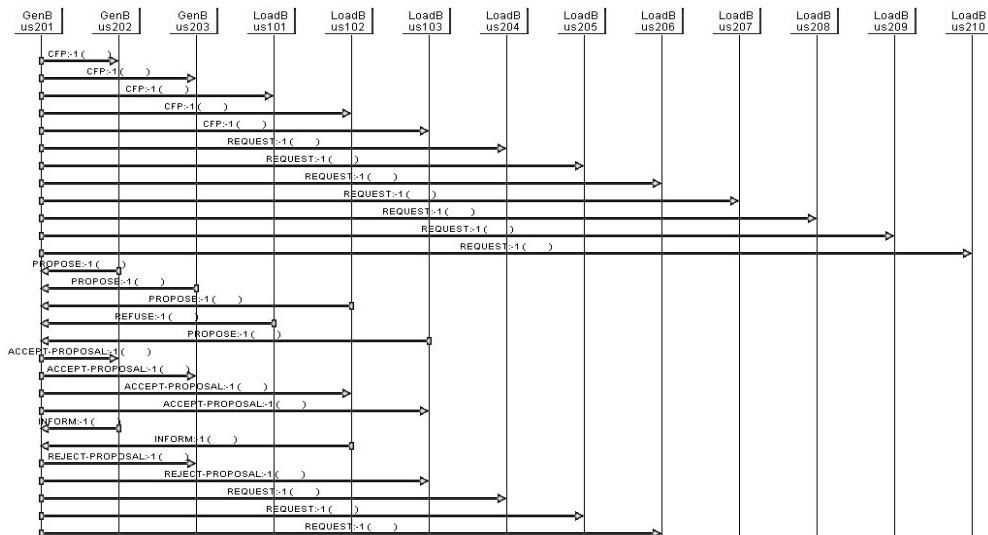 GenB GenB GenB LoadB LoadB LoadB LoadB LoadB LoadB LoadB LoadB LoadB LoadB
us201 us202 us203 us101 us102 us103 us204 us205 us206 us207 us208 us209 us210
CFP:-1 ( )
CFP:-1 ( )
CFP:-1 ( )
CFP:-1 ( )
CFP:-1 ( )
REQUEST:-1 ( )
REQUEST:-1 ( )
REQUEST:-1 ( )
REQUEST:-1 ( )
REQUEST:-1 ( )
REQUEST:-1 ( )
REQUEST:-1 ( )
PROPOSE:-1 ( )
PROPOSE:-1 ( )
PROPOSE:-1 ( )
REFUSE:-1 ( )
PROPOSE:-1 ( )
ACCEPT-PROPOSAL:-1 ( )
ACCEPT-PROPOSAL:-1 ( )
ACCEPT-PROPOSAL:-1 ( )
ACCEPT-PROPOSAL:-1 ( )
INFORM:-1 ( )
INFORM:-1 ( )
REJECT-PROPOSAL:-1 ( )
REJECT-PROPOSAL:-1 ( )
REQUEST:-1 ( )
REQUEST:-1 ( )
REQUEST:-1 ( )